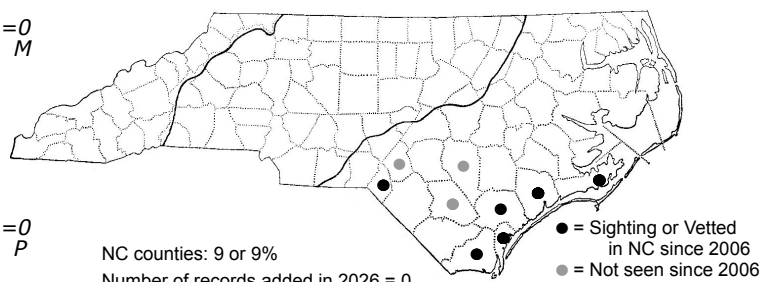 =0
M
=0
P
NC counties: 9 or 9%
Number of records added in 2026 = 0
= Sighting or Vetted
in NC since 2006
= Not seen since 2006